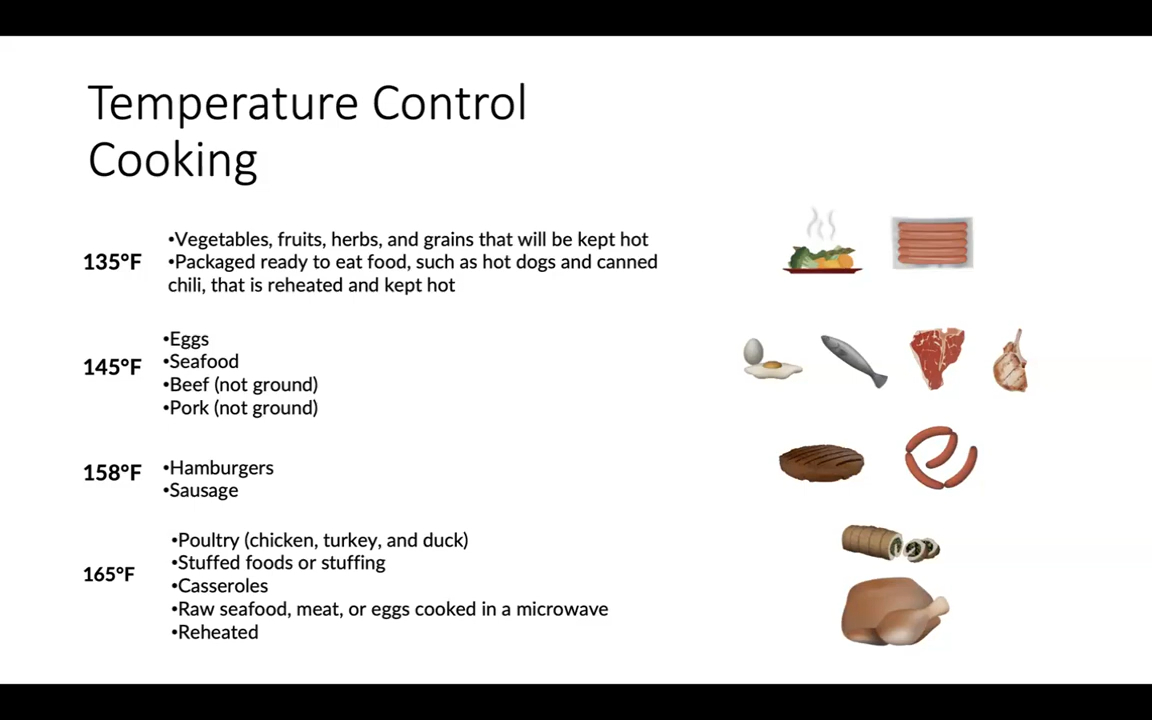 Temperature Control
Cooking
135°F
•Vegetables, fruits, herbs, and grains that will be kept hot
•Packaged ready to eat food, such as hot dogs and canned
chili, that is reheated and kept hot
145°F
•Eggs
•Seafood
•Beef (not ground)
•Pork (not ground)
158°F
•Hamburgers
•Sausage
165°F
•Poultry (chicken, turkey, and duck)
•Stuffed foods or stuffing
•Casseroles
•Raw seafood, meat, or eggs cooked in a microwave
•Reheated